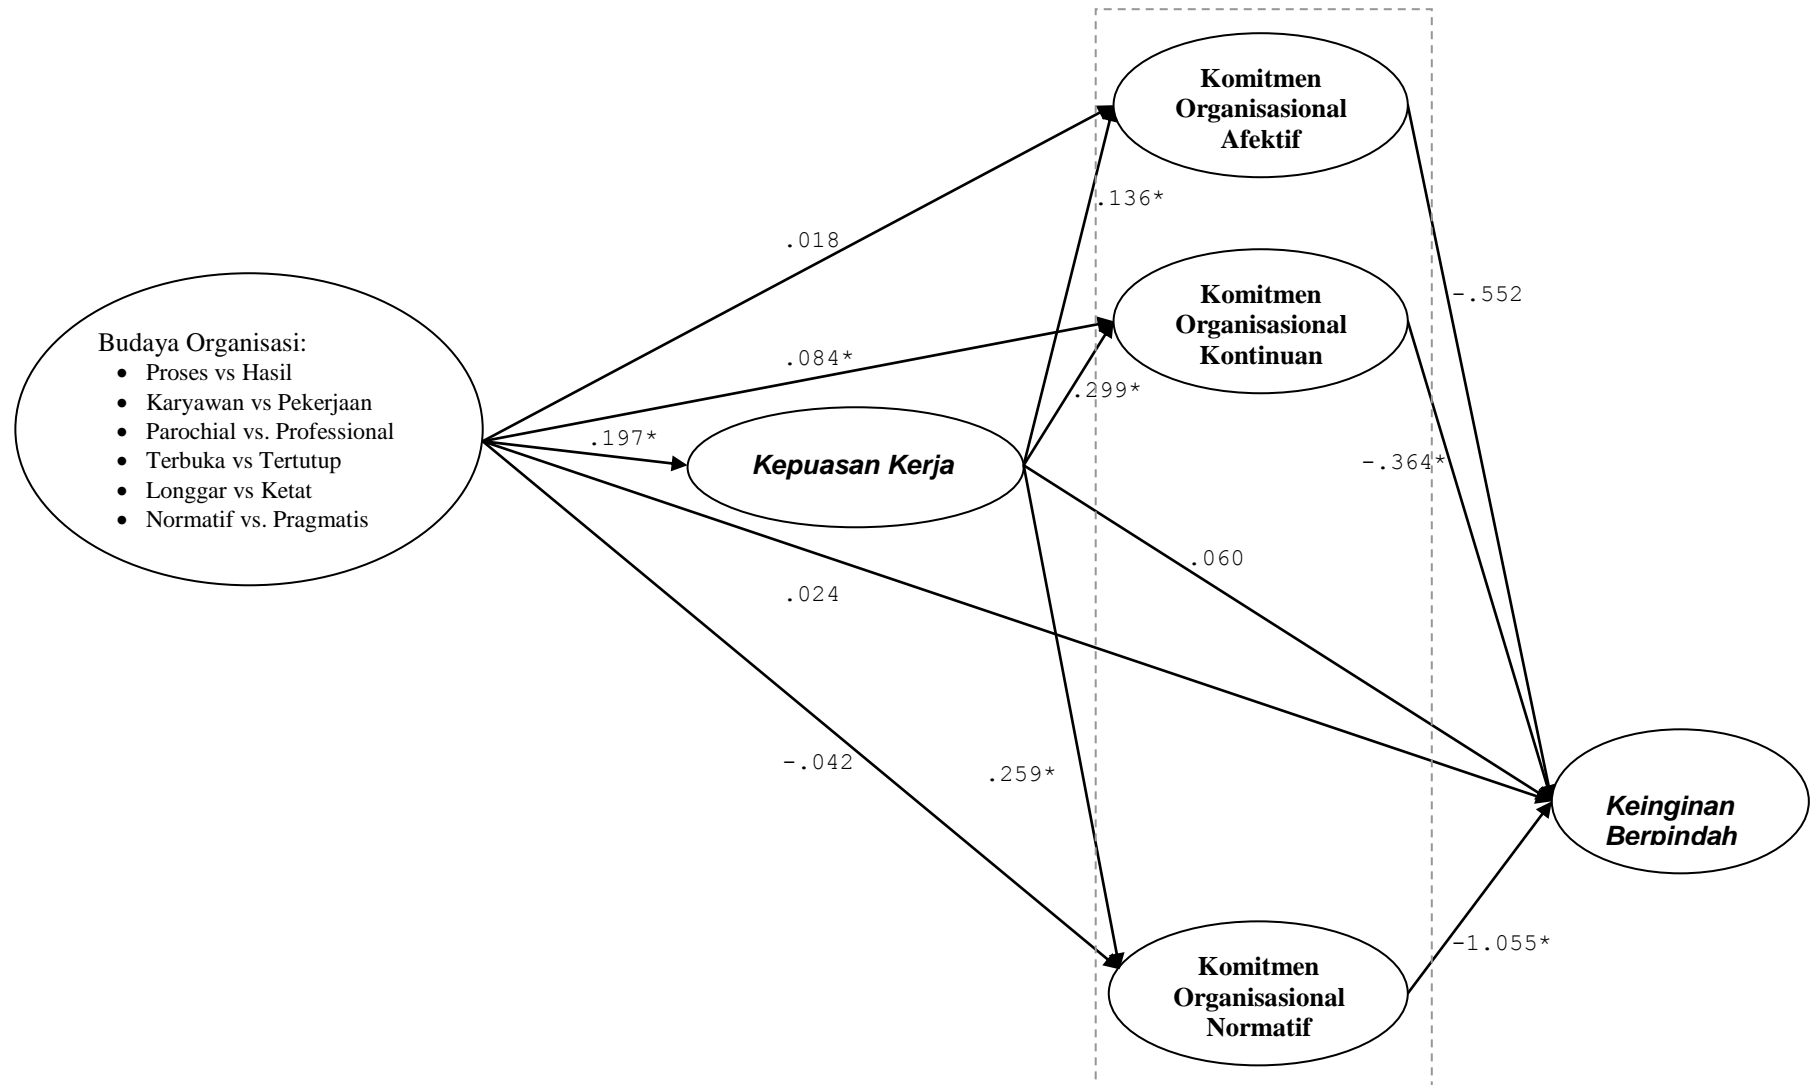 Komitmen
Organisasional
Afektif
.136*
.018
Komitmen
Organisasional
Kontinuan
-.552
Budaya Organisasi:
• Proses vs Hasil
• Karyawan vs Pekerjaan
• Parochial vs. Professional
• Terbuka vs Tertutup
• Longgar vs Ketat
• Normatif vs. Pragmatis
.084*
.299*
.197*
Kepuasan Kerja
-.364*
.060
.024
-.042
.259*
Keinginan
Berpindah
-1.055*
Komitmen
Organisasional
Normatif